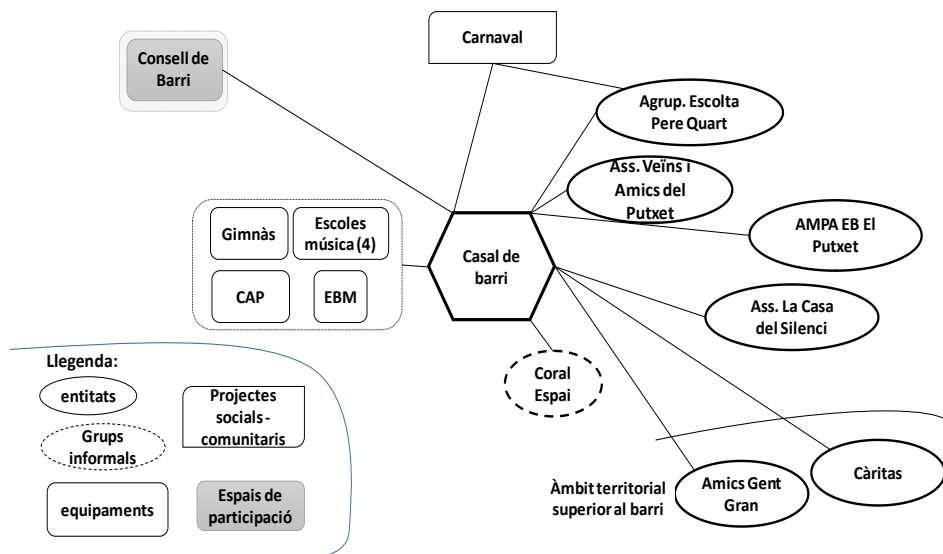 Consell de
Barri
Carnaval
Agrup. Escolta
Pere Quart
Ass. Veïns i
Amics del
Putxet
AMPA EB El
Putxet
Gimnàs
Escoles
música (4)
CAP
EBM
Casal de
barri
Ass. La Casa
del Silenci
Coral
Espai
Llegenda:
entitats
Projectes
socials-
comunitaris
Grups
informals
equipaments
Espais de
participació
Àmbit territorial
superior al barri
Amics Gent
Gran
Càritas